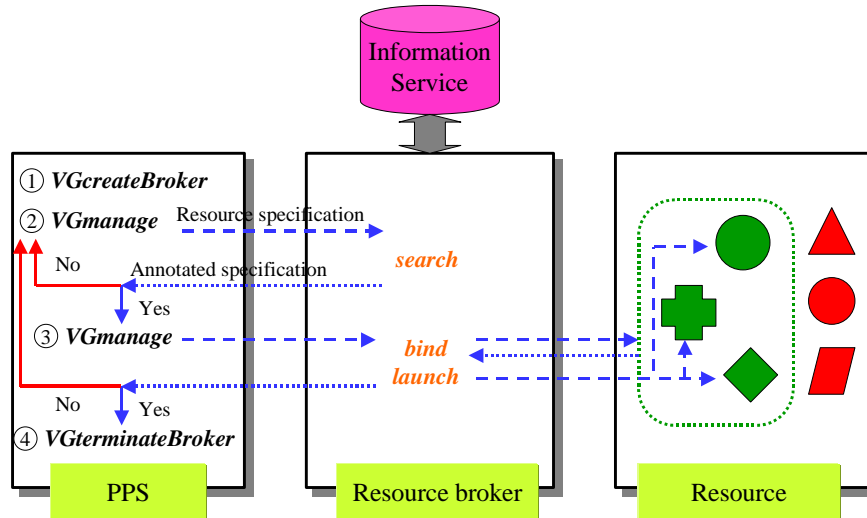 Information
Service
① VGcreateBroker
② VGmanage
Resource specification
No
Annotated specification
search
Yes
③ VGmanage
bind
launch
No
Yes
④ VGterminateBroker
PPS
Resource broker
Resource